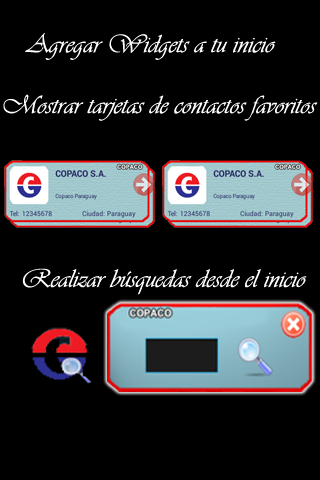 Agregar Widgets a tu inicio
Mostrar tarjetas de contactos favoritos
COPACO COPACO
COPACO S.A. COPACO S.A.
Copaco Paraguay Copaco Paraguay
Tel: 12345678 Ciudad: Paraguay Tel: 12345678 Ciudad: Paraguay
Realizar búsquedas desde el inicio
COPACO